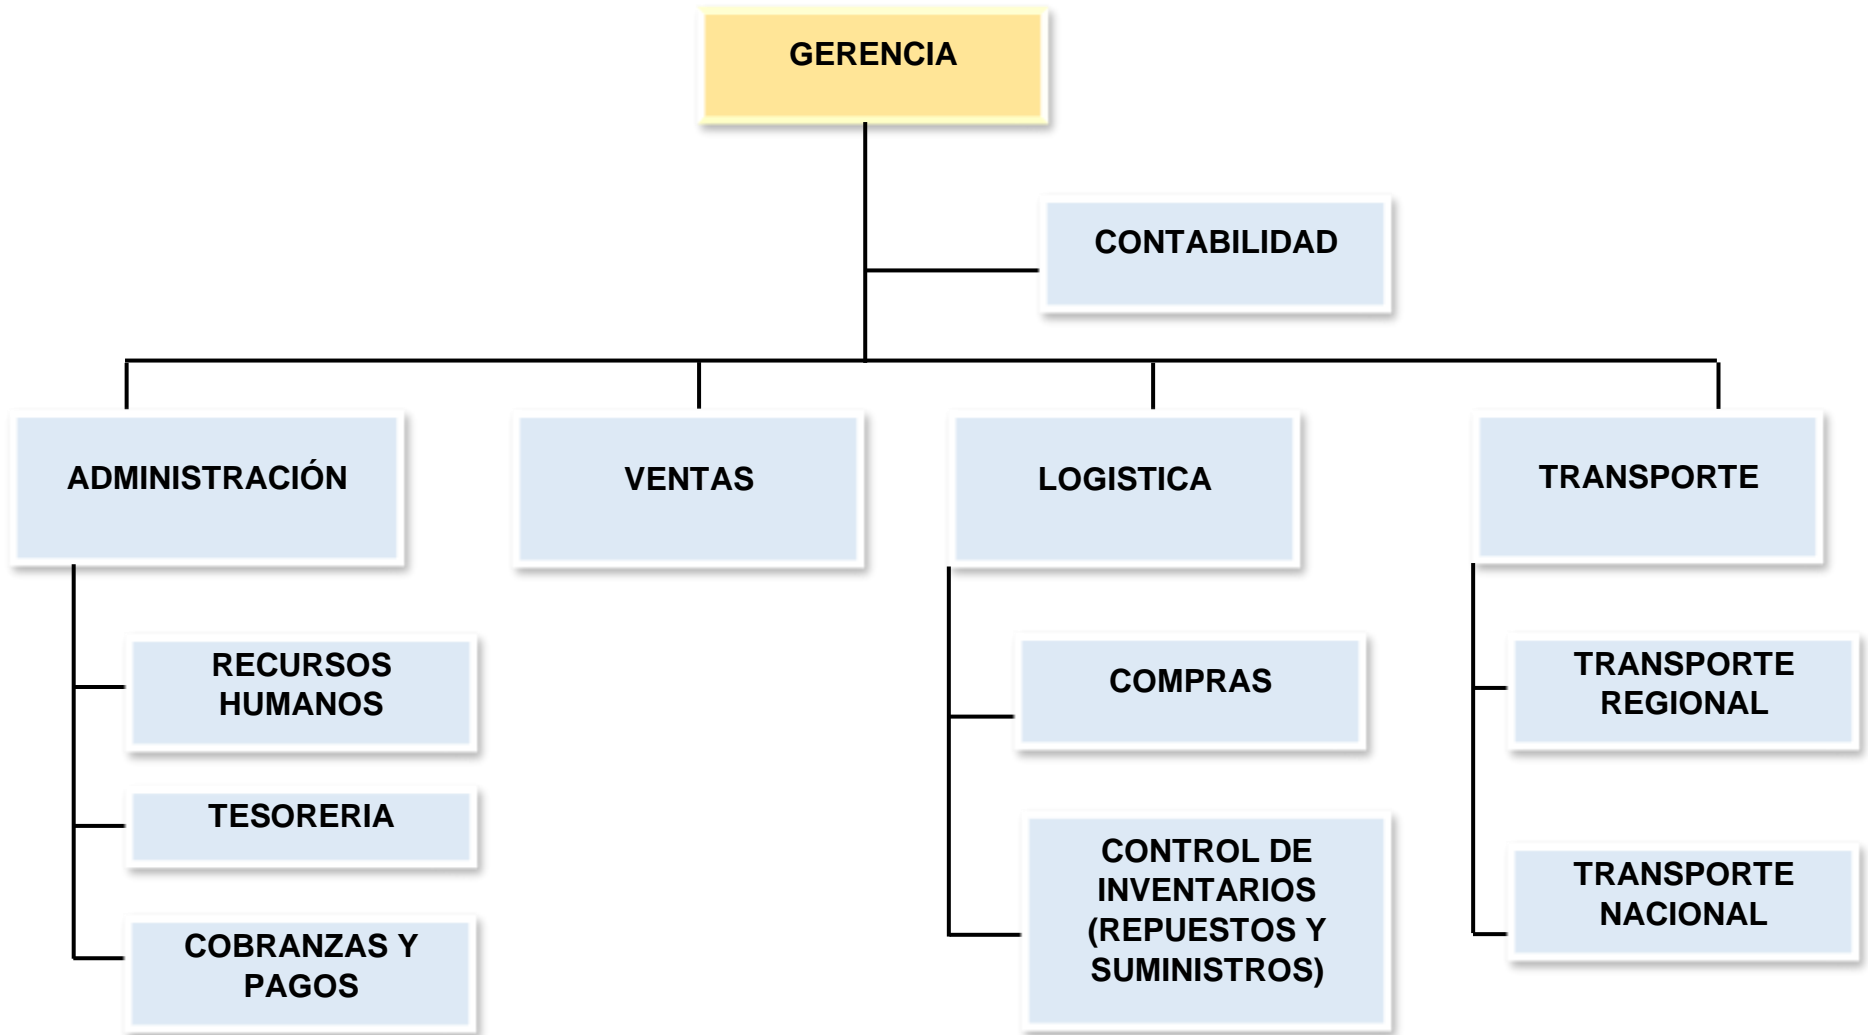 GERENCIA
CONTABILIDAD
ADMINISTRACIÓN
VENTAS
LOGISTICA
TRANSPORTE
RECURSOS
HUMANOS
TESORERIA
COBRANZAS Y
PAGOS
COMPRAS
CONTROL DE
INVENTARIOS
(REPUESTOS Y
SUMINISTROS)
TRANSPORTE
REGIONAL
TRANSPORTE
NACIONAL